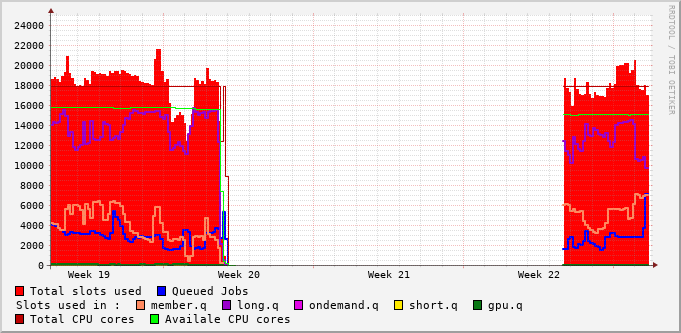 24000
22000
20000
18000
16000
14000
12000
10000
8000
6000
4000
2000
0
Week 19 Week 20 Week 21 Week 22
Total slots used Queued Jobs
Slots used in : member.q long.q ondemand.q short.q gpu.q
Total CPU cores Availale CPU cores
RRDTOOL / TOBI OETIKER